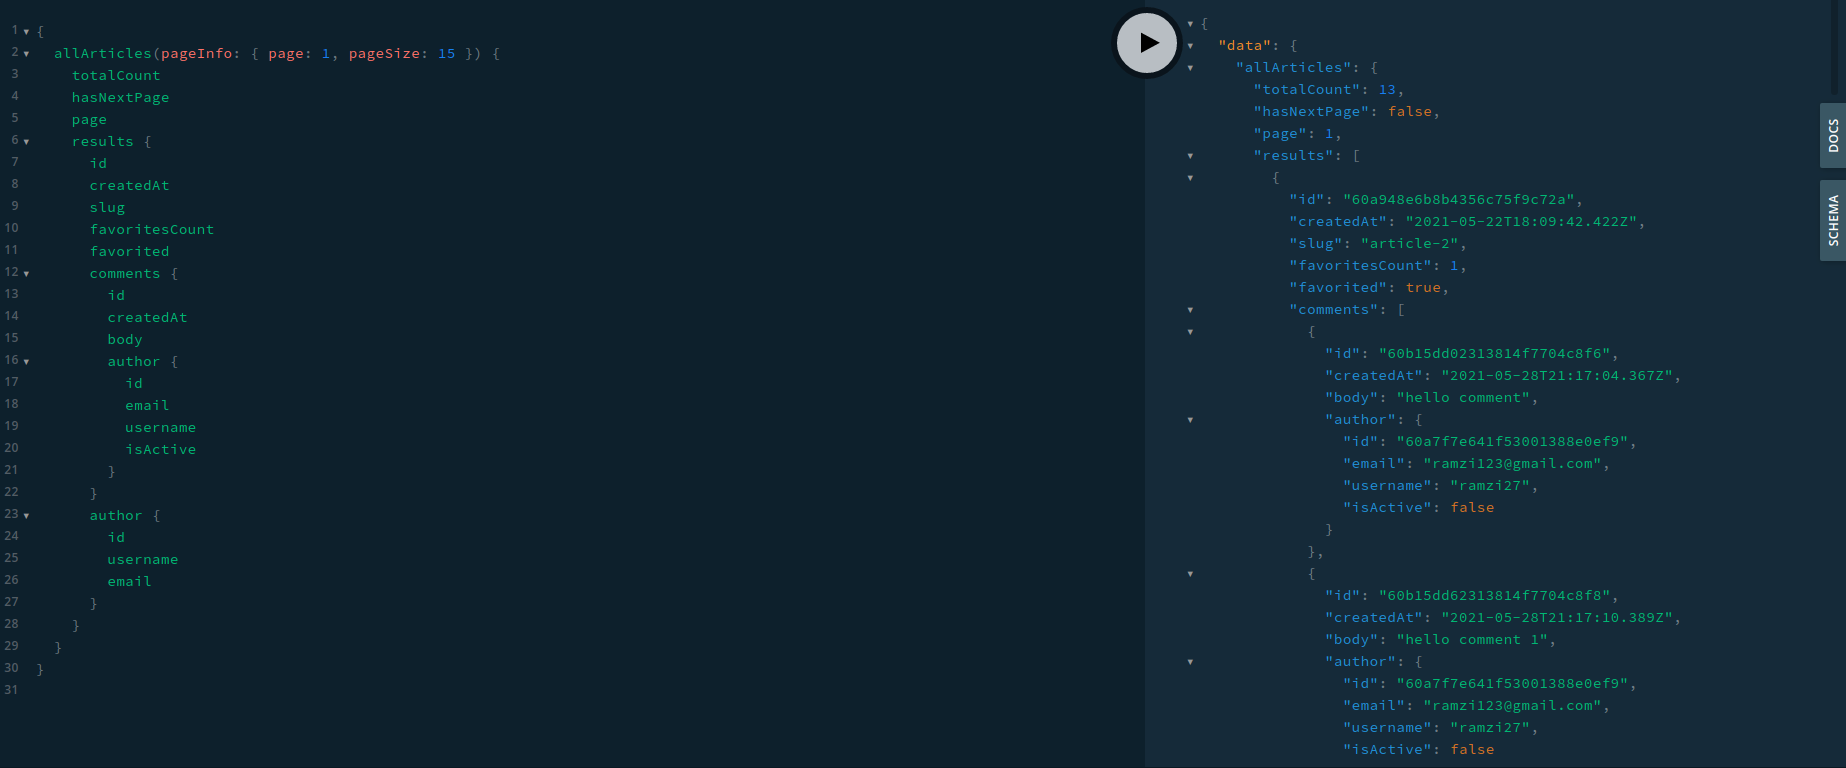 1 {
2 allArticles(pageInfo: { page: 1, pageSize: 15 }) {
3 totalCount
4 hasNextPage
5 page
6 results {
7 id
8 createdAt
9 slug
10 favoritesCount
11 favorited
12 comments {
13 id
14 createdAt
15 body
16 author {
17 id
18 email
19 username
20 isActive
21 }
22 }
23 author {
24 id
25 username
26 email
27 }
28 }
29 }
30 }
31
{
"data": {
"allArticles": {
"totalCount": 13,
"hasNextPage": false,
"page": 1,
"results": [
{
"id": "60a948e6b8b4356c75f9c72a",
"createdAt": "2021-05-22T18:09:42.422Z",
"slug": "article-2",
"favoritesCount": 1,
"favorited": true,
"comments": [
{
"id": "60b15dd02313814f7704c8f6",
"createdAt": "2021-05-28T21:17:04.367Z",
"body": "hello comment",
"author": {
"id": "60a7f7e641f53001388e0ef9",
"email": "ramzi123@gmail.com",
"username": "ramzi27",
"isActive": false
}
},
{
"id": "60b15dd62313814f7704c8f8",
"createdAt": "2021-05-28T21:17:10.389Z",
"body": "hello comment 1",
"author": {
"id": "60a7f7e641f53001388e0ef9",
"email": "ramzi123@gmail.com",
"username": "ramzi27",
"isActive": false
DOCS
SCHEMA